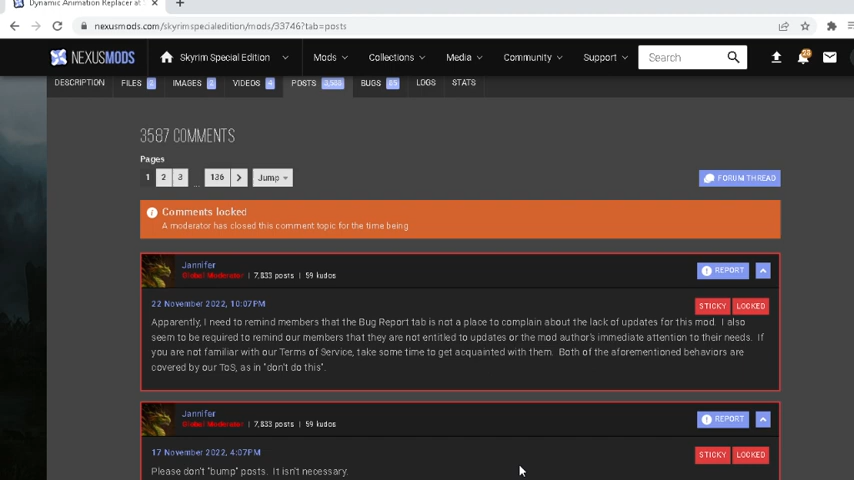 Dynamic Animation Replacer at
nexusmods.com/skyrimspecialedition/mods/33746?tab=posts
NEXUSMODS Skyrim Special Edition Mods Collections Media Community Support Search
DESCRIPTION FILES 2 IMAGES 2 VIDEOS 4 POSTS BUGS LOGS STATS
3587 COMMENTS
Pages
1 2 3 ... 136 Jump
FORUM THREAD
Comments locked
A moderator has closed this comment topic for the time being
Jannifer
Global Moderator | 7,833 posts | 59 kudos
REPORT
22 November 2022, 10:07PM
STICKY LOCKED
Apparently, I need to remind members that the Bug Report tab is not a place to complain about the lack of updates for this mod. I also
seem to be required to remind our members that they are not entitled to updates or the mod author's immediate attention to their needs. If
you are not familiar with our Terms of Service, take some time to get acquainted with them. Both of the aforementioned behaviors are
covered by our ToS, as in "don't do this".
Jannifer
Global Moderator | 7,833 posts | 59 kudos
REPORT
17 November 2022, 4:07PM
STICKY LOCKED
Please don't "bump" posts. It isn't necessary.